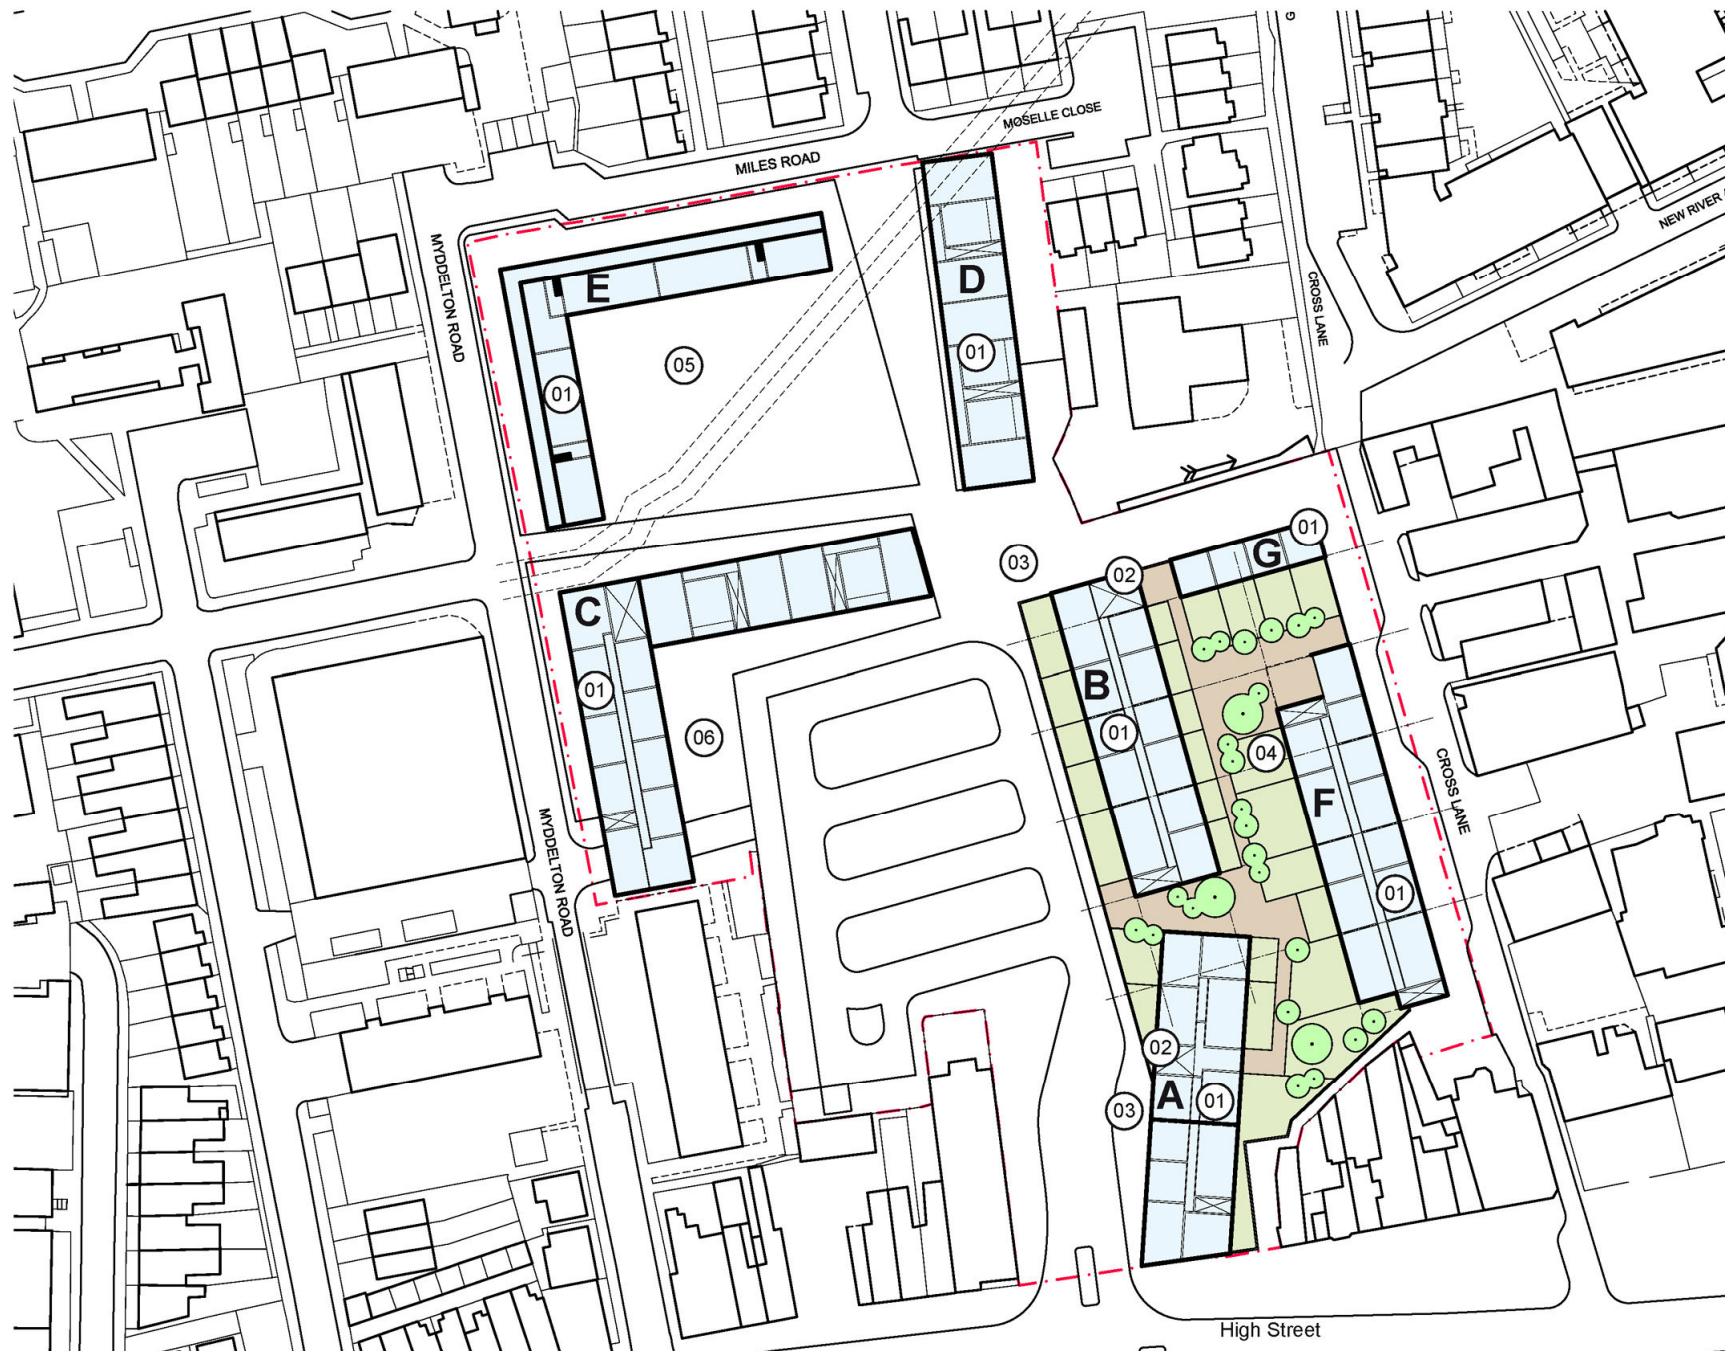 G
MOSELLE CLOSE
MILES ROAD
NEW RIVER
MYDDELTON ROAD
CROSS LANE
E
D
01
05
01
03
02
G
01
C
01
B
01
06
04
F
01
CROSS LANE
MYDDELTON ROAD
02
03
A
01
High Street